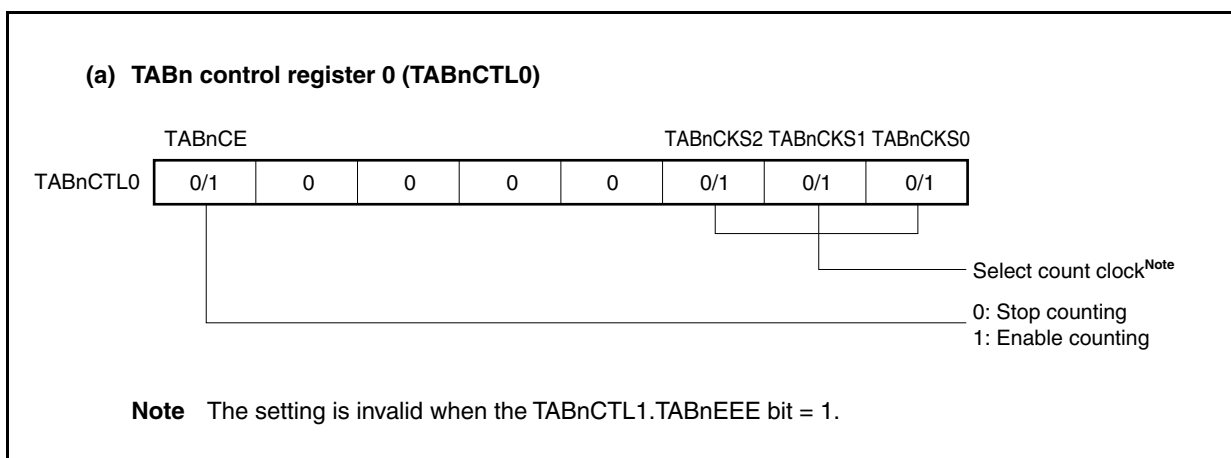 (a) TABn control register 0 (TABnCTL0)
TABnCE TABnCKS2 TABnCKS1 TABnCKS0
TABnCTL0 0/1 0 0 0 0 0/1 0/1 0/1
Select count clockNote
0: Stop counting
1: Enable counting
Note The setting is invalid when the TABnCTL1.TABnEEE bit = 1.